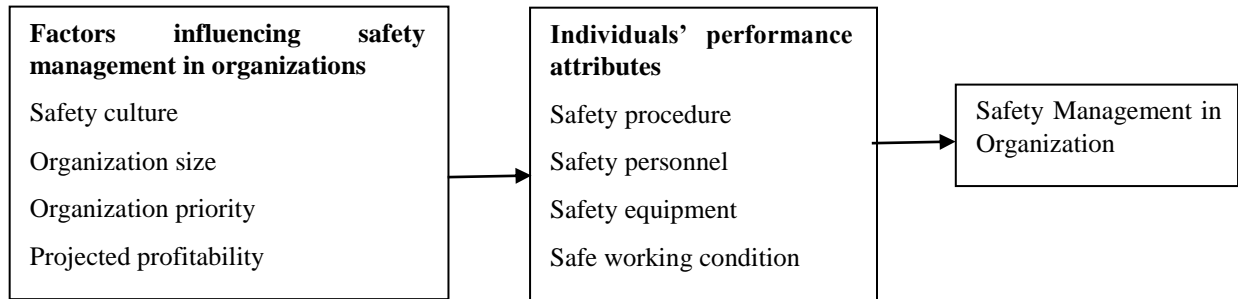 Factors influencing safety
management in organizations
Safety culture
Organization size
Organization priority
Projected profitability
Individuals’ performance
attributes
Safety procedure
Safety personnel
Safety equipment
Safe working condition
Safety Management in
Organization